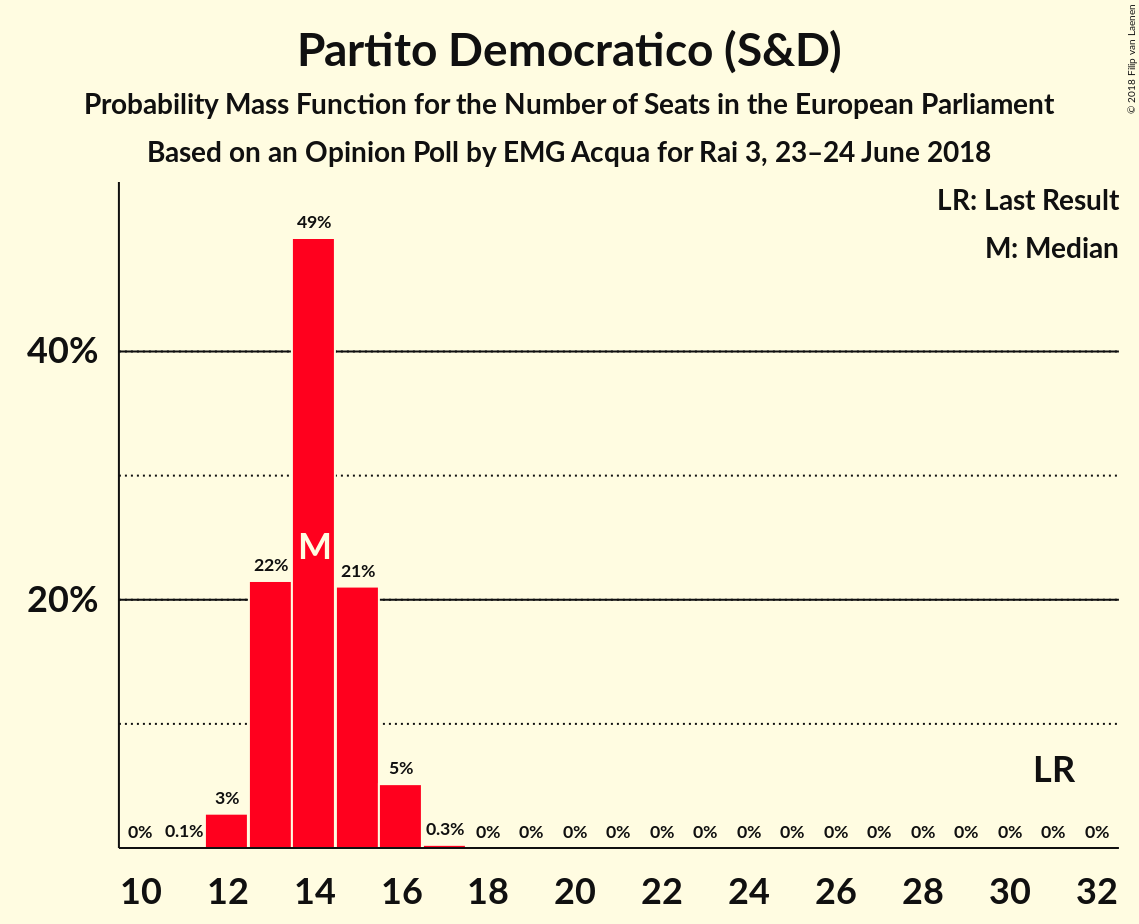 Partito Democratico (S&D)
Probability Mass Function for the Number of Seats in the European Parliament
Based on an Opinion Poll by EMG Acqua for Rai 3, 23–24 June 2018
© 2018 Filip van Laenen
LR: Last Result
M: Median
49%
40%
M
22%
21%
20%
LR
5%
3%
0% 0.1% 0.3% 0% 0% 0% 0% 0% 0% 0% 0% 0% 0% 0% 0% 0% 0% 0%
10 12 14 16 18 20 22 24 26 28 30 32